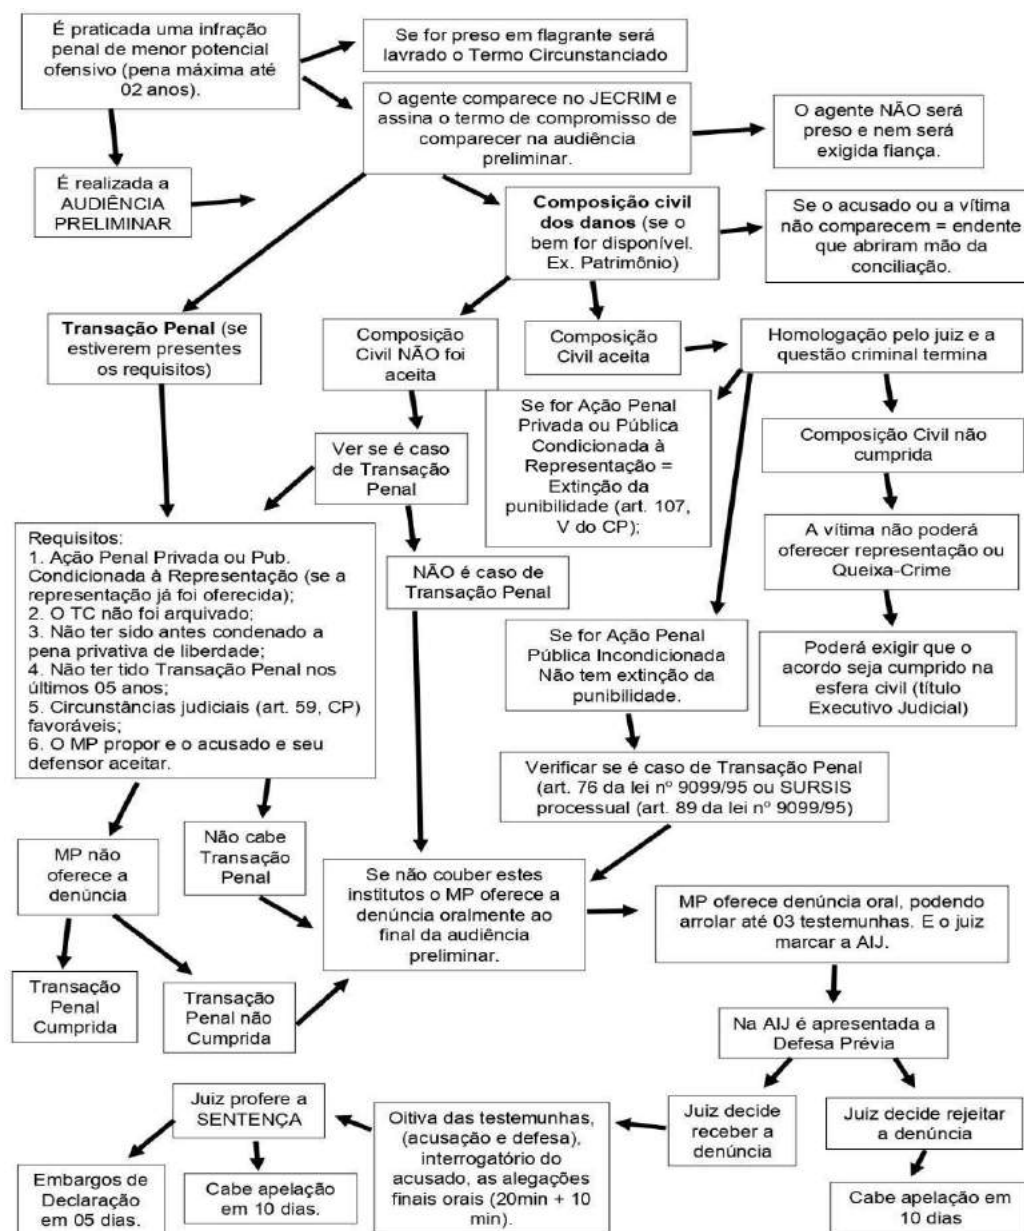 É praticada uma infração
penal de menor potencial
ofensivo (pena máxima até
02 anos).
Se for preso em flagrante será
lavrado o Termo Circunstanciado
O agente comparece no JECRIM e
assina o termo de compromisso de
comparecer na audiência
preliminar.
O agente NÃO será
preso e nem será
exigida fiança.
É realizada a
AUDIÊNCIA
PRELIMINAR
Composição civil
dos danos (se o
bem for disponível.
Ex. Patrimônio)
Se o acusado ou a vítima
não comparecem = endente
que abriram mão da
conciliação.
Transação Penal (se
estiverem presentes
os requisitos)
Composição
Civil NÃO foi
aceita
Composição
Civil aceita
Homologação pelo juiz e a
questão criminal termina
Se for Ação Penal
Privada ou Pública
Condicionada à
Representação =
Extinção da
punibilidade (art. 107,
V do CP);
Composição Civil não
cumprida
Ver se é caso
de Transação
Penal
A vítima não poderá
oferecer representação ou
Queixa-Crime
Requisitos:
1. Ação Penal Privada ou Pub.
Condicionada à Representação (se a
representação já foi oferecida);
2. O TC não foi arquivado;
3. Não ter sido antes condenado a
pena privativa de liberdade;
4. Não ter tido Transação Penal nos
últimos 05 anos;
5. Circunstâncias judiciais (art. 59, CP)
favoráveis;
6. O MP propor e o acusado e seu
defensor aceitar.
NÃO é caso de
Transação Penal
Se for Ação Penal
Pública Incondicionada
Não tem extinção da
punibilidade.
Poderá exigir que o
acordo seja cumprido na
esfera civil (título
Executivo Judicial)
Verificar se é caso de Transação Penal
(art. 76 da lei nº 9099/95 ou SURSIS
processual (art. 89 da lei nº 9099/95)
MP não
oferece a
denúncia
Não cabe
Transação
Penal
Se não couber estes
institutos o MP oferece a
denúncia oralmente ao
final da audiência
preliminar.
MP oferece denúncia oral, podendo
arrolar até 03 testemunhas. E o juiz
marcar a AIJ.
Transação
Penal
Cumprida
Transação
Penal não
Cumprida
Na AIJ é apresentada a
Defesa Prévia
Juiz profere a
SENTENÇA
Oitiva das testemunhas,
(acusação e defesa),
interrogatório do
acusado, as alegações
finais orais (20min + 10
min).
Juiz decide
receber a
denúncia
Juiz decide rejeitar
a denúncia
Embargos de
Declaração
em 05 dias.
Cabe apelação
em 10 dias.
Cabe apelação em
10 dias